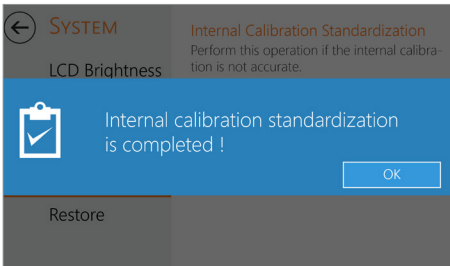 SYSTEM
Internal Calibration Standardization
Perform this operation if the internal calibra-
tion is not accurate.
LCD Brightness
Internal calibration standardization
is completed !
OK
Restore